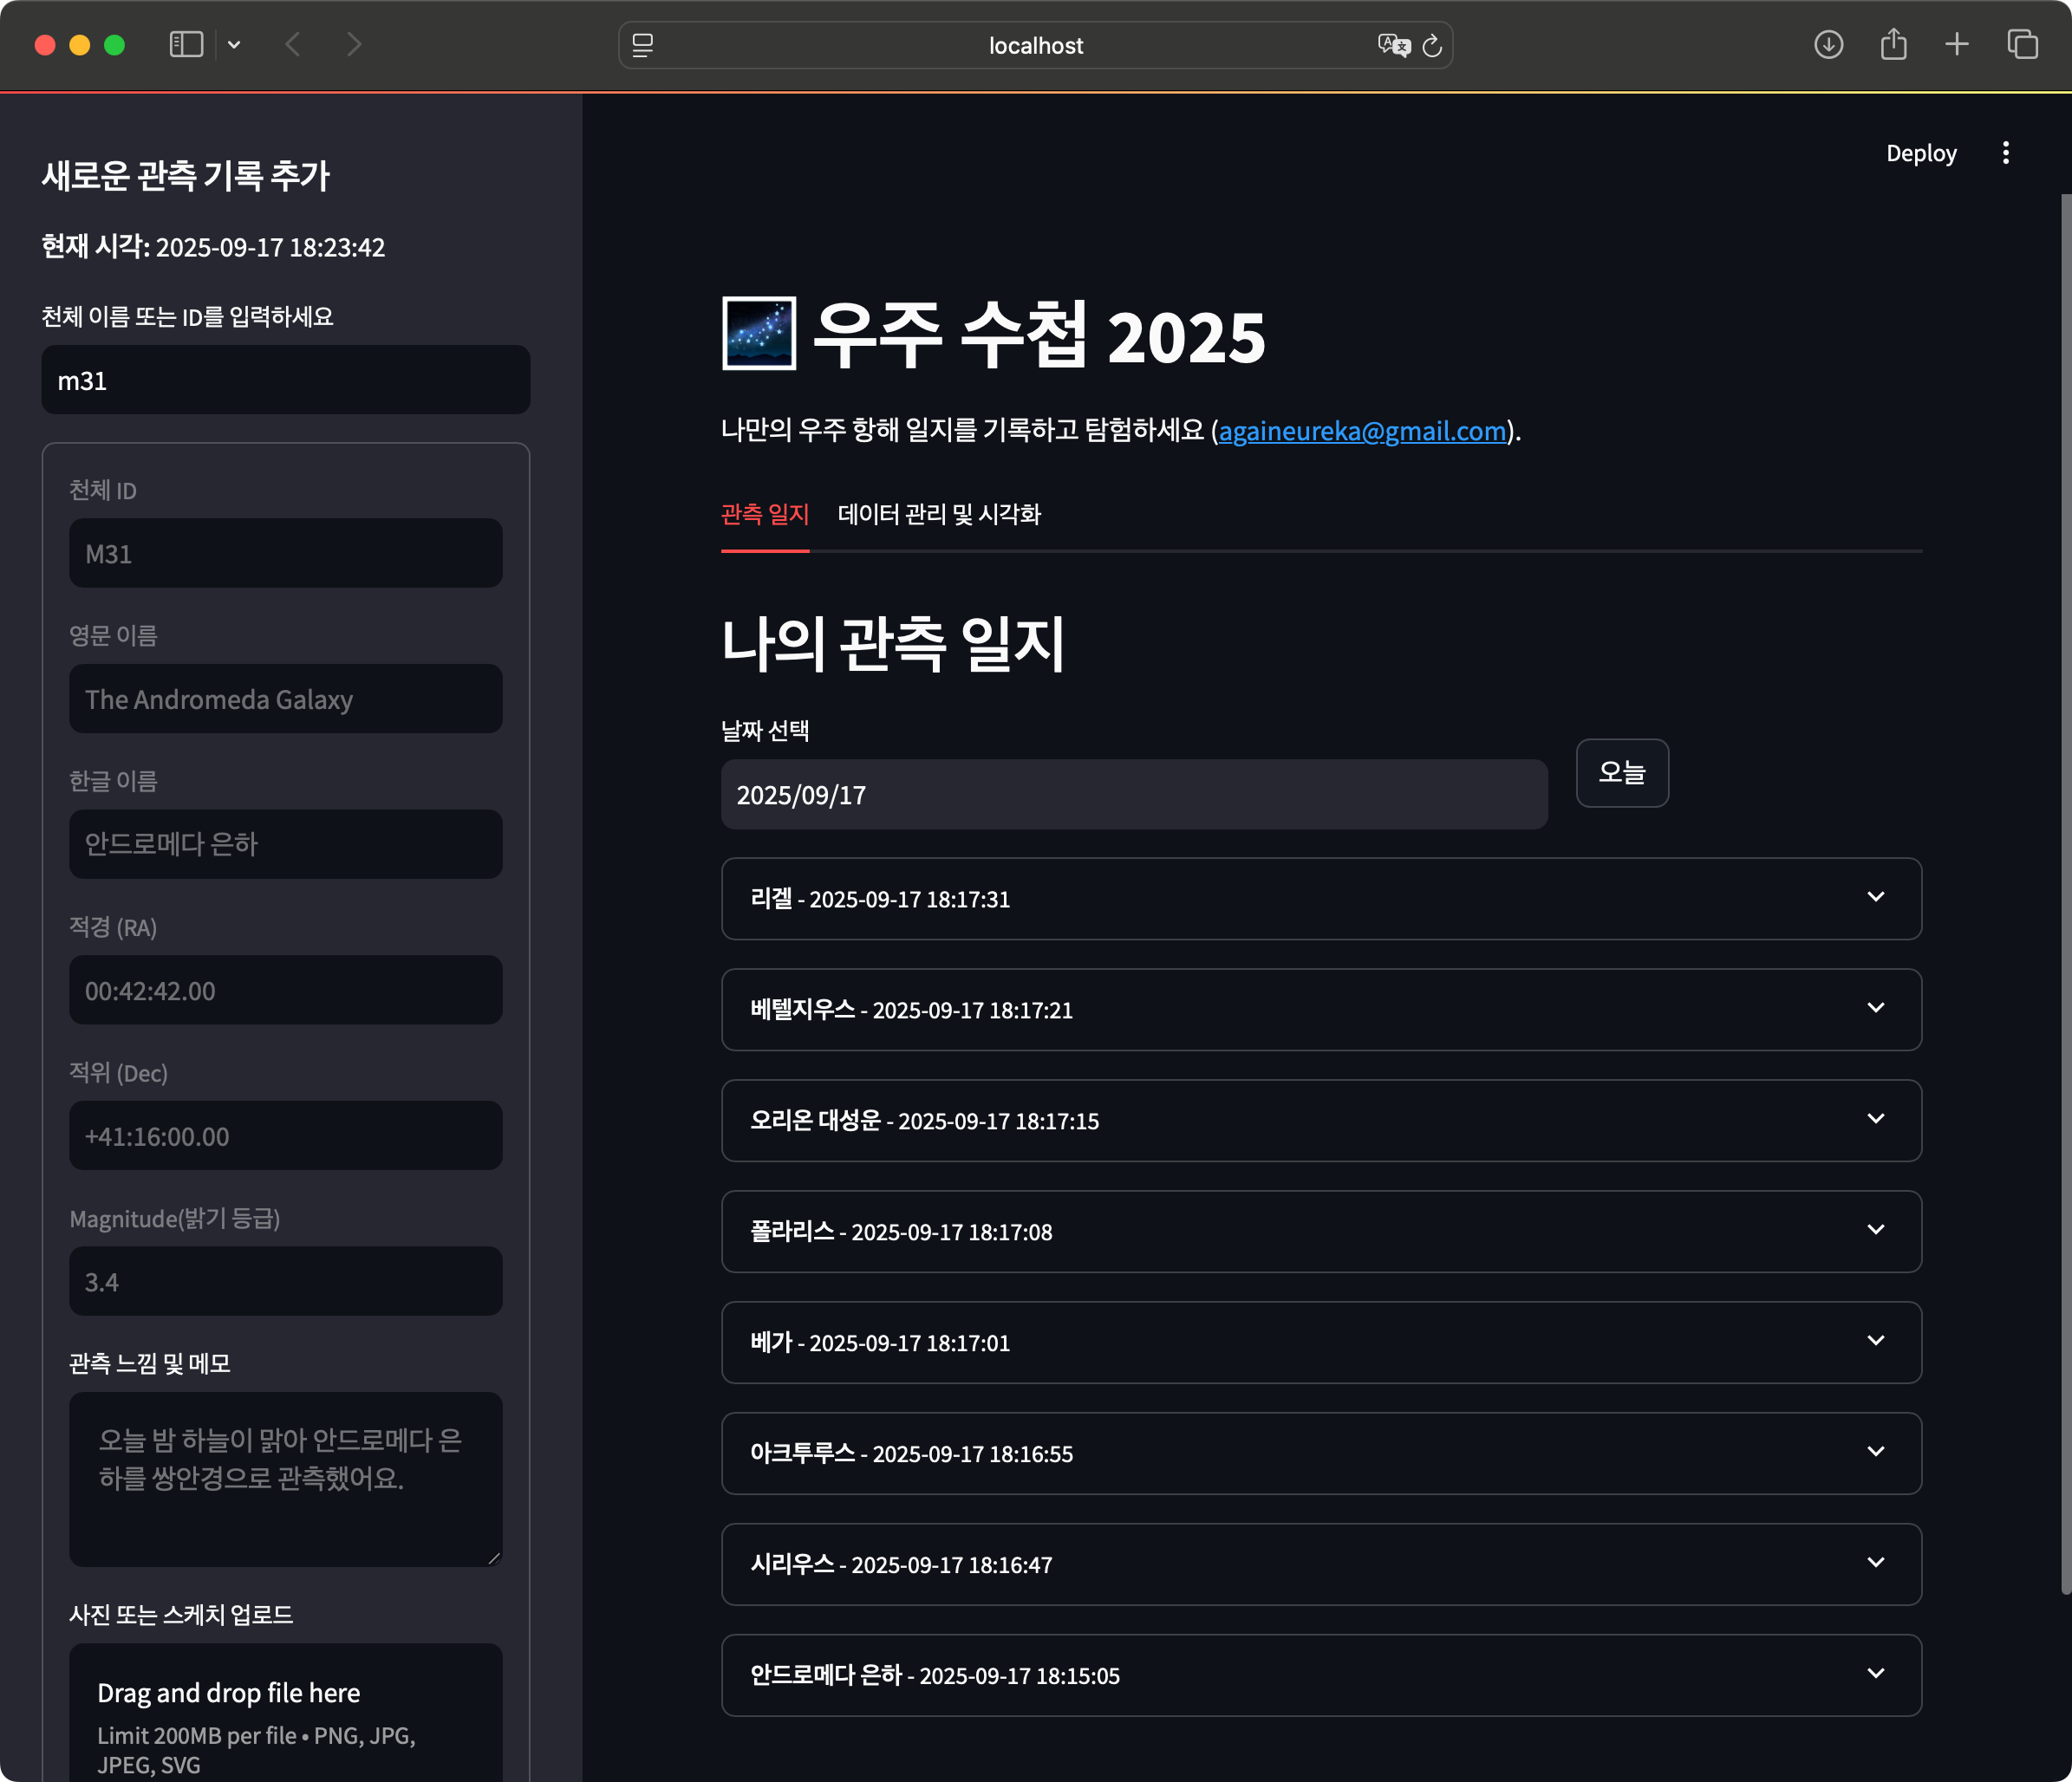 localhost
새로운 관측 기록 추가
현재 시각: 2025-09-17 18:23:42
천체 이름 또는 ID를 입력하세요
m31
천체 ID
M31
영문 이름
The Andromeda Galaxy
한글 이름
안드로메다 은하
적경 (RA)
00:42:42.00
적위 (Dec)
+41:16:00.00
Magnitude(밝기 등급)
3.4
관측 느낌 및 메모
오늘 밤 하늘이 맑아 안드로메다 은
하를 쌍안경으로 관측했어요.
사진 또는 스케치 업로드
Drag and drop file here
Limit 200MB per file • PNG, JPG,
JPEG, SVG
Deploy
우주 수첩 2025
나만의 우주 항해 일지를 기록하고 탐험하세요 (againeureka@gmail.com).
관측 일지 데이터 관리 및 시각화
나의 관측 일지
날짜 선택
2025/09/17
오늘
리겔 - 2025-09-17 18:17:31
베텔지우스 - 2025-09-17 18:17:21
오리온 대성운 - 2025-09-17 18:17:15
폴라리스 - 2025-09-17 18:17:08
베가 - 2025-09-17 18:17:01
아크투루스 - 2025-09-17 18:16:55
시리우스 - 2025-09-17 18:16:47
안드로메다 은하 - 2025-09-17 18:15:05